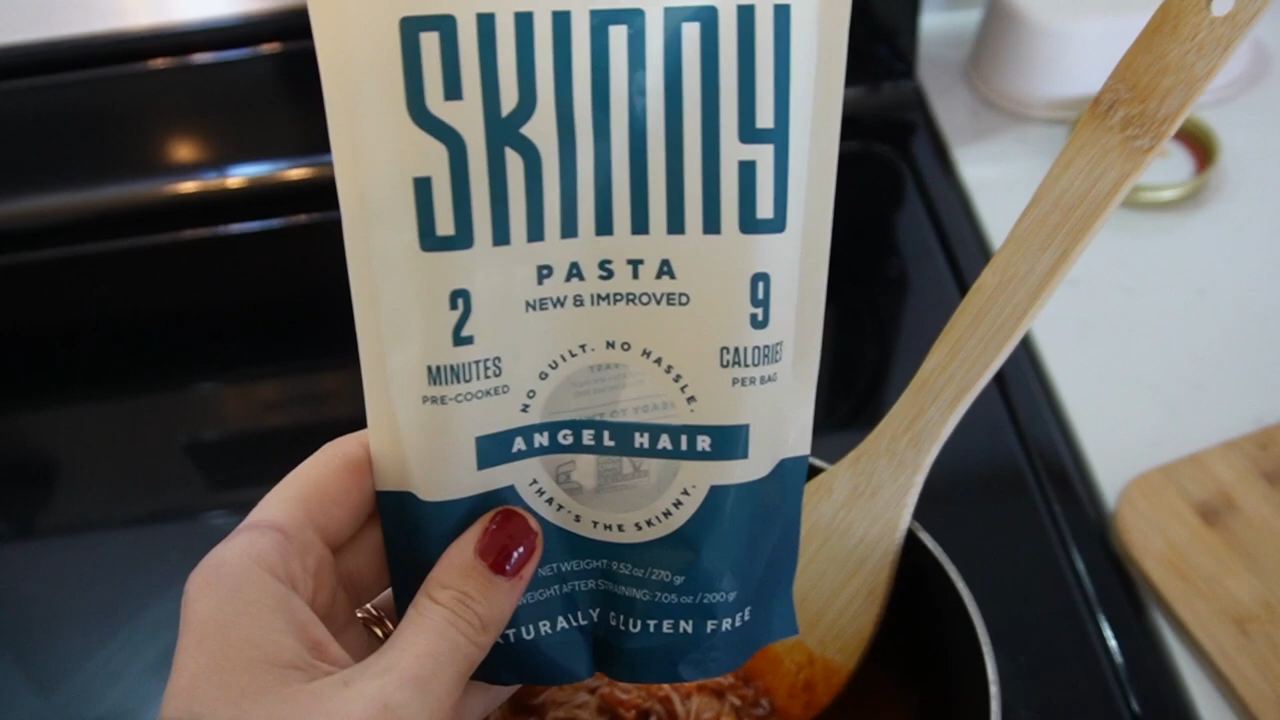 SKINNY
PASTA
NEW & IMPROVED
2
MINUTES
PRE-COOKED
9
CALORIES
PER BAG
NO GUILT. NO HASSLE.
ANGEL HAIR
THAT'S THE SKINNY.
NET WEIGHT: 9.52 oz / 270 gr
WEIGHT AFTER STRAINING: 7.05 oz / 200 gr
TURALLY GLUTEN FREE